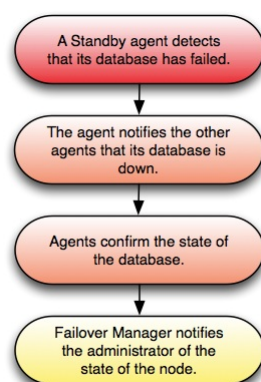 A Standby agent detects
that its database has failed.
The agent notifies the other
agents that its database is
down.
Agents confirm the state of
the database.
Failover Manager notifies
the administrator of the
state of the node.